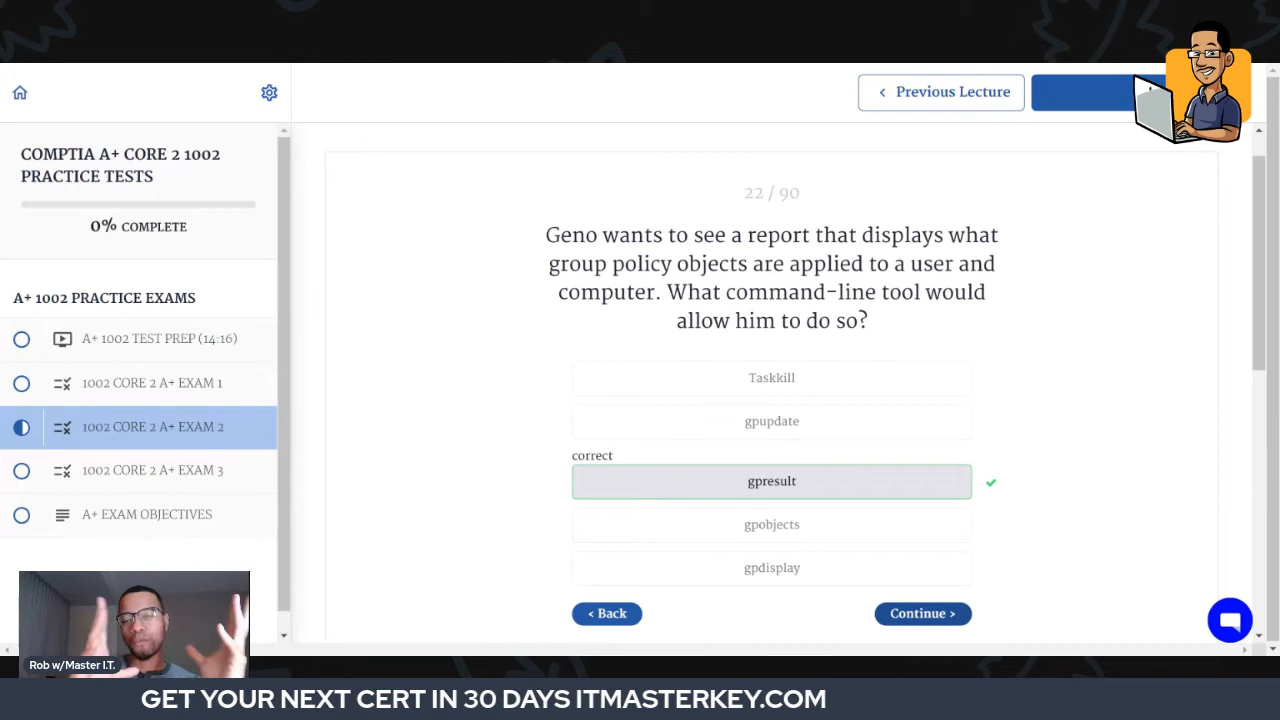 Previous Lecture
COMPTIA A+ CORE 2 1002
PRACTICE TESTS
0% COMPLETE
A+ 1002 PRACTICE EXAMS
A+ 1002 TEST PREP (14:16)
1002 CORE 2 A+ EXAM 1
1002 CORE 2 A+ EXAM 2
1002 CORE 2 A+ EXAM 3
A+ EXAM OBJECTIVES
22 / 90
Geno wants to see a report that displays what
group policy objects are applied to a user and
computer. What command-line tool would
allow him to do so?
Taskkill
gpupdate
correct
gpresult
gpobjects
gpdisplay
< Back
Continue >
Rob w/Master I.T.
GET YOUR NEXT CERT IN 30 DAYS ITMASTERKEY.COM